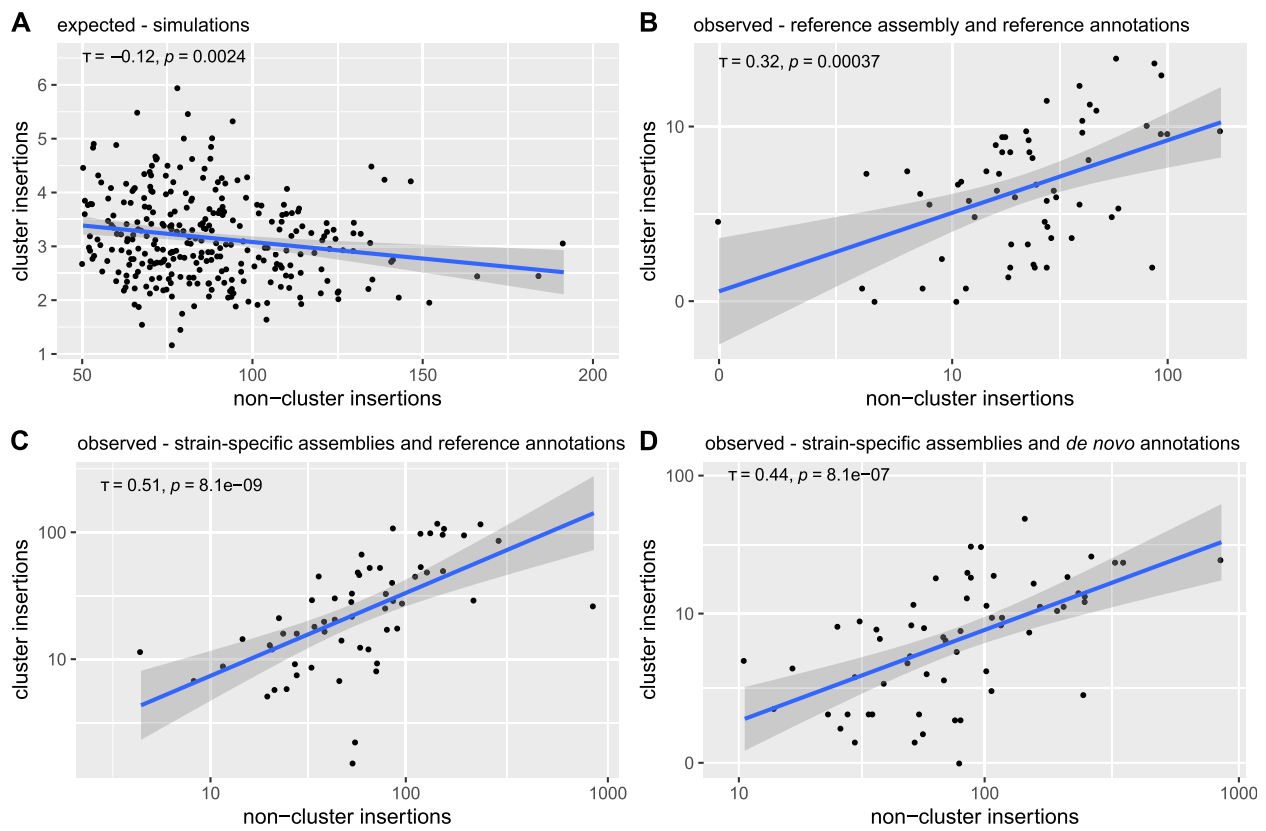 A expected - simulations
τ = −0.12, p = 0.0024
6
5
4
3
2
1
cluster insertions
50 100 150 200
non−cluster insertions
B observed - reference assembly and reference annotations
τ = 0.32, p = 0.00037
10
0
cluster insertions
0 10 100
non−cluster insertions
C observed - strain-specific assemblies and reference annotations
τ = 0.51, p = 8.1e−09
100
10
cluster insertions
10 100 1000
non−cluster insertions
D observed - strain-specific assemblies and de novo annotations
τ = 0.44, p = 8.1e−07
100
10
0
cluster insertions
10 100 1000
non−cluster insertions